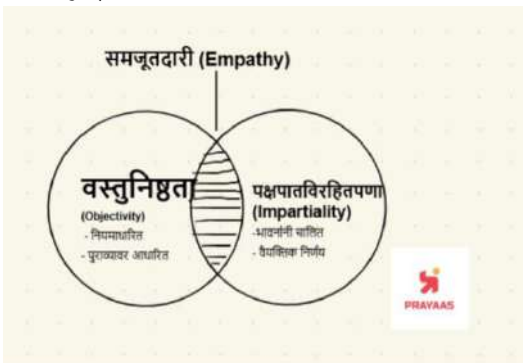 समजूतदारी (Empathy)
वस्तुनिष्ठता
(Objectivity)
- नियमाधारित
- पुराव्यावर आधारित
पक्षपातविरहितपणा
(Impartiality)
-भावनांनी चालित
- वैयक्तिक निर्णय
PRAYAAS